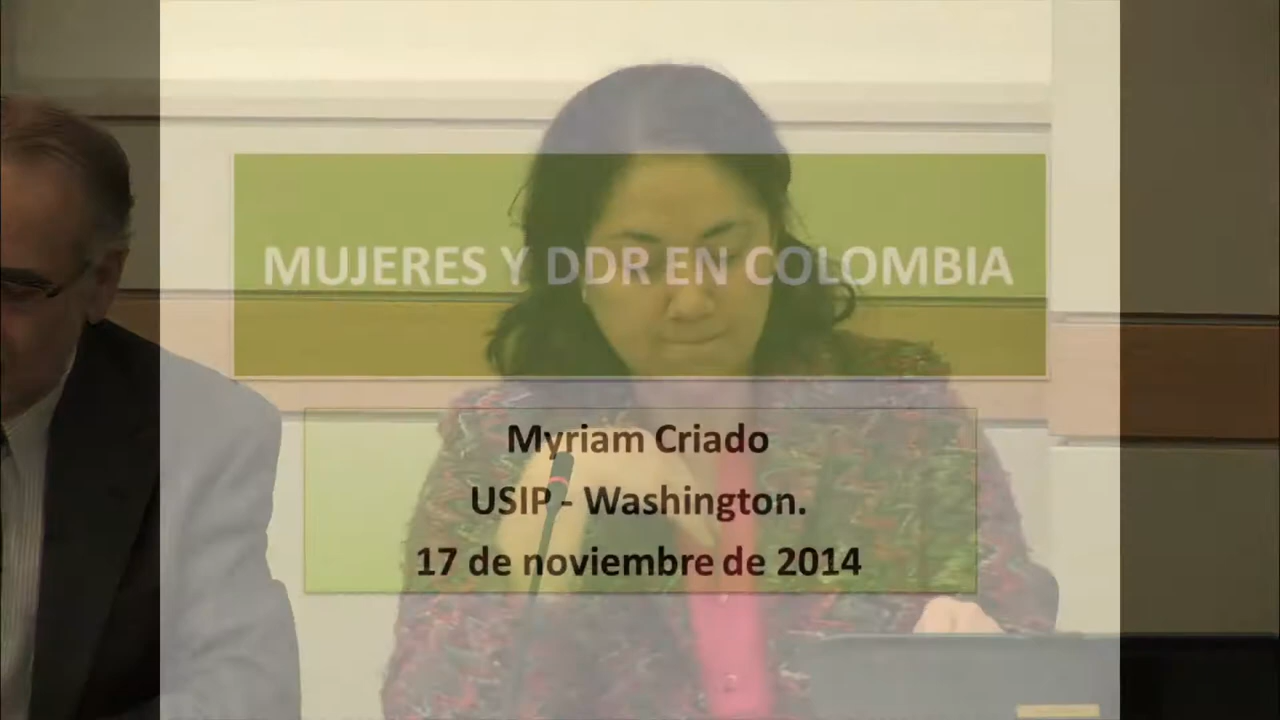 MUJERES Y DDR EN COLOMBIA
Myriam Criado
USIP - Washington.
17 de noviembre de 2014